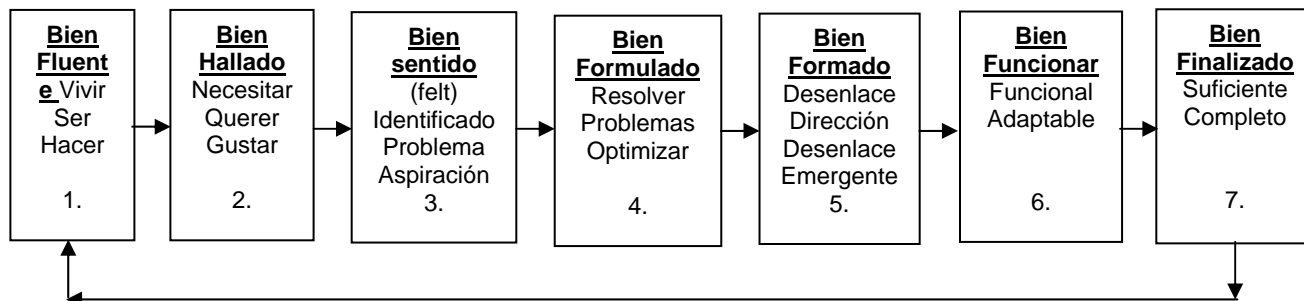 Bien
Fluent
e Vivir
Ser
Hacer
1.
Bien
Hallado
Necesitar
Querer
Gustar
2.
Bien
sentido
(felt)
Identificado
Problema
Aspiración
3.
Bien
Formulado
Resolver
Problemas
Optimizar
4.
Bien
Formado
Desenlace
Dirección
Desenlace
Emergente
5.
Bien
Funcionar
Funcional
Adaptable
6.
Bien
Finalizado
Suficiente
Completo
7.